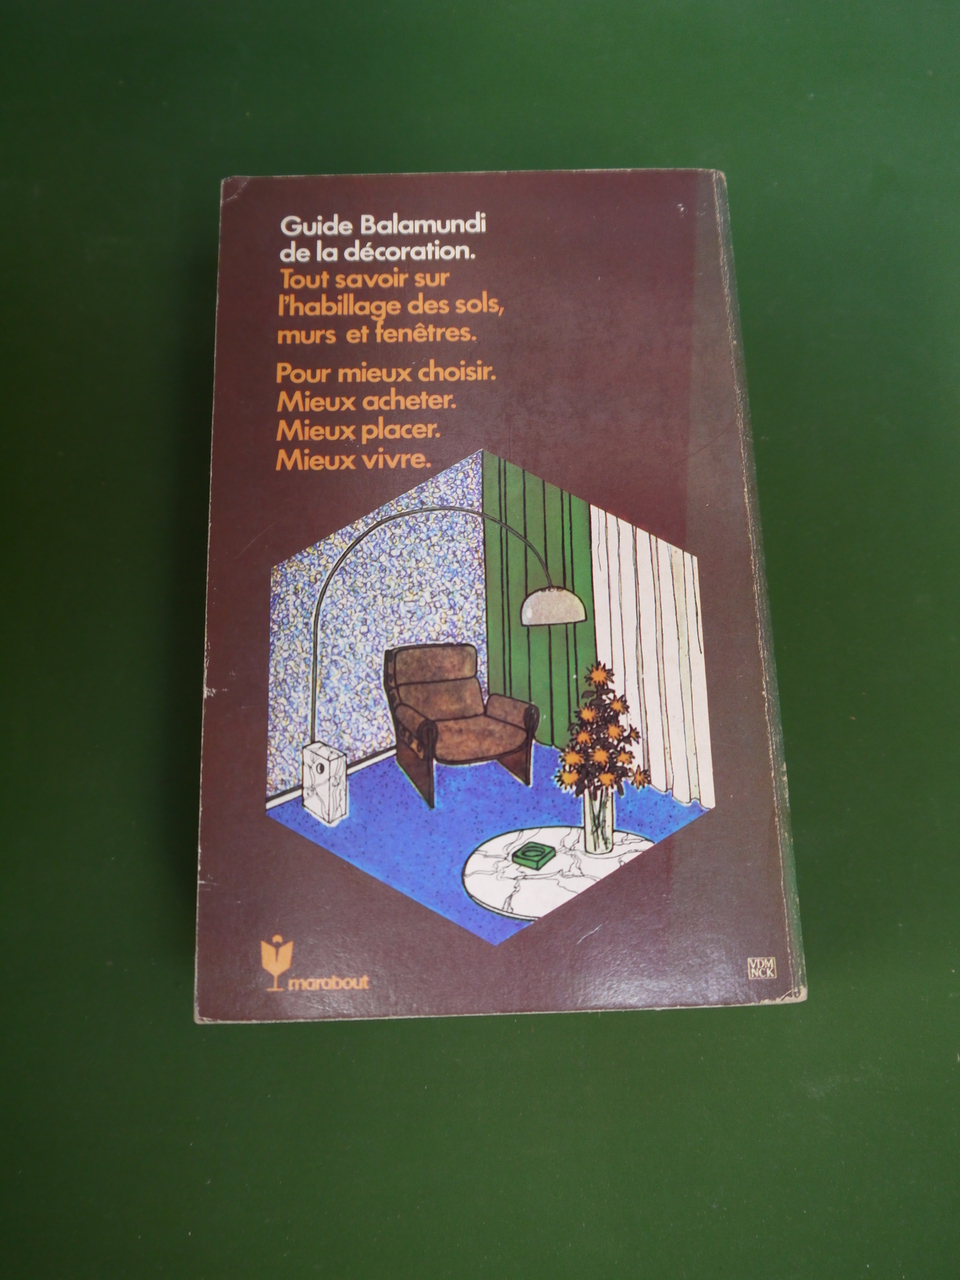 Guide Balamundi
de la décoration.
Tout savoir sur
l'habillage des sols,
murs et fenêtres.
Pour mieux choisir.
Mieux acheter.
Mieux placer.
Mieux vivre.
marabout
VDM
NCK